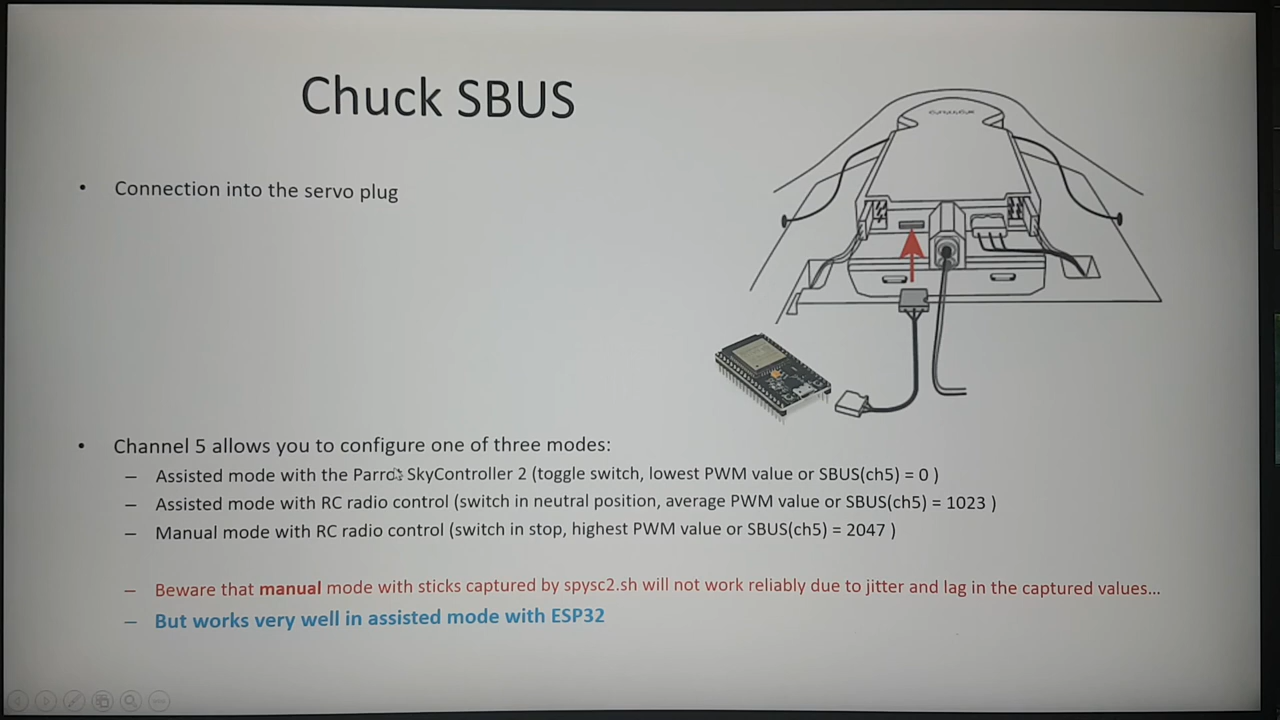 Chuck SBUS
• Connection into the servo plug
• Channel 5 allows you to configure one of three modes:
– Assisted mode with the Parrot SkyController 2 (toggle switch, lowest PWM value or SBUS(ch5) = 0 )
– Assisted mode with RC radio control (switch in neutral position, average PWM value or SBUS(ch5) = 1023 )
– Manual mode with RC radio control (switch in stop, highest PWM value or SBUS(ch5) = 2047 )
– Beware that manual mode with sticks captured by spysc2.sh will not work reliably due to jitter and lag in the captured values...
– But works very well in assisted mode with ESP32